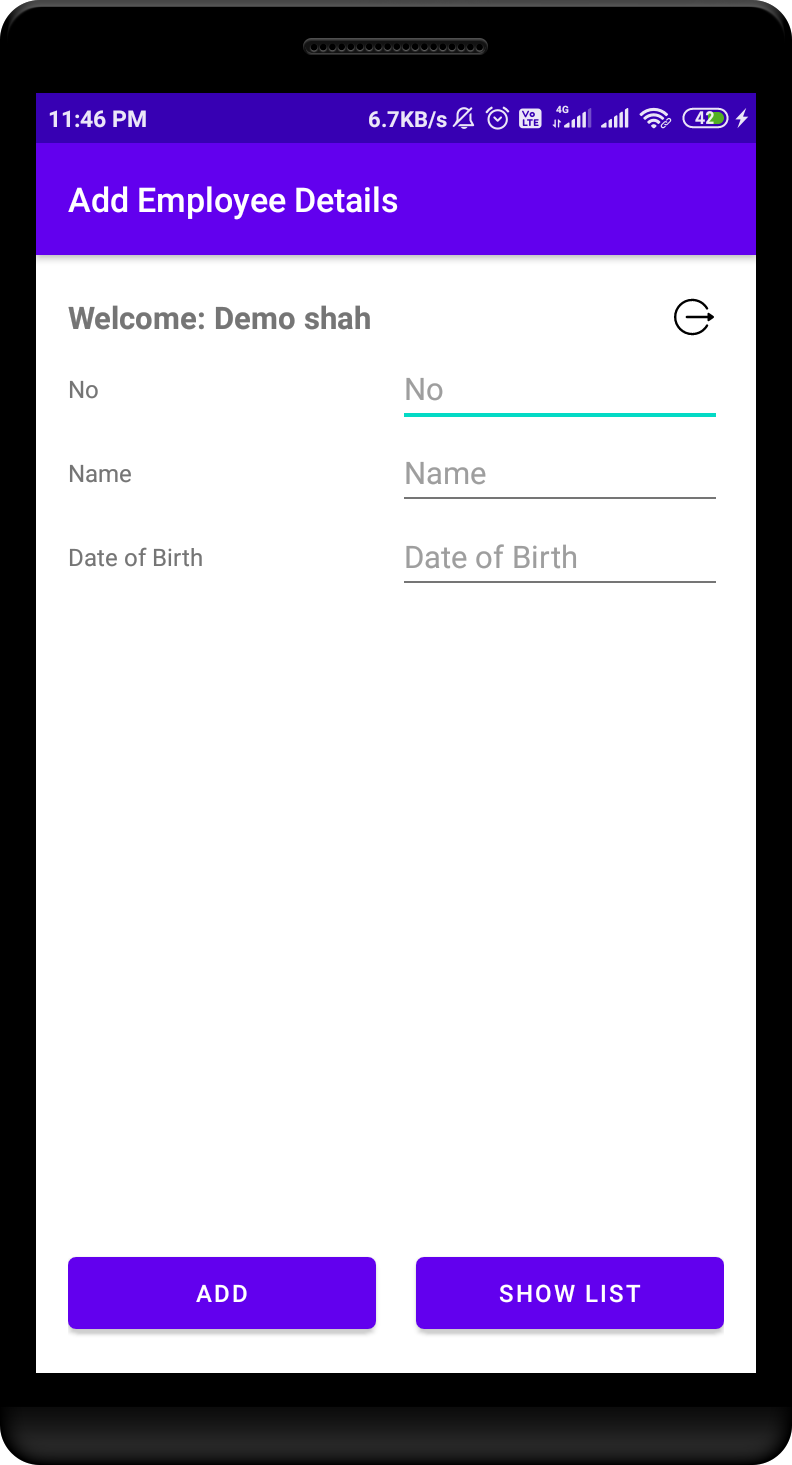 11:46 PM 6.7KB/s Vo LTE 4G 42
Add Employee Details
Welcome: Demo shah
No No
Name Name
Date of Birth Date of Birth
ADD SHOW LIST